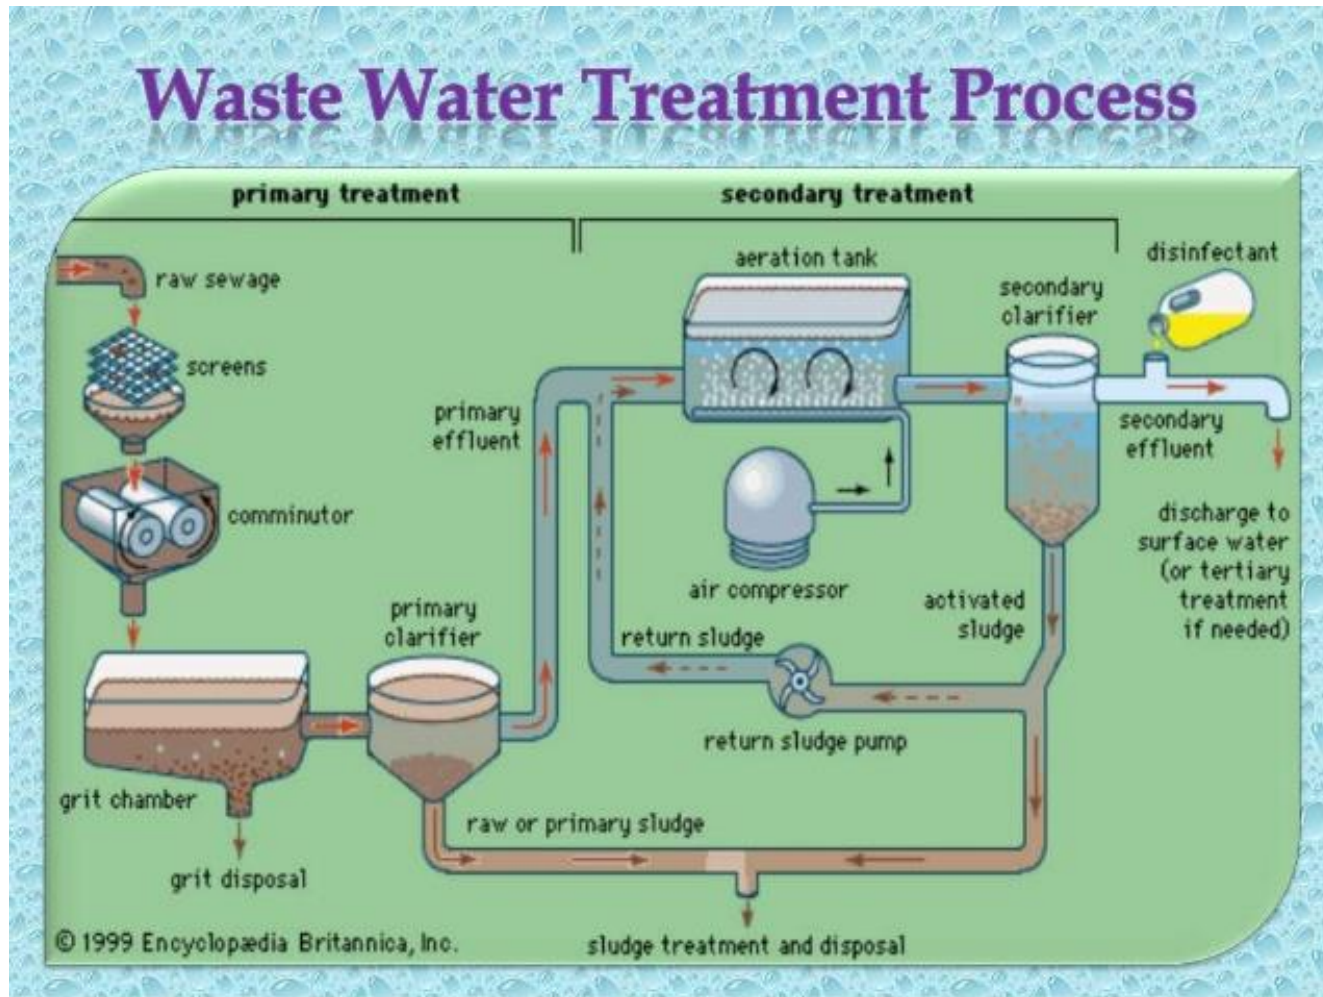 Waste Water Treatment Process
primary treatment
secondary treatment
raw sewage
screens
comminutor
grit chamber
grit disposal
primary
clarifier
raw or primary sludge
primary
effluent
aeration tank
air compressor
secondary
clarifier
disinfectant
secondary
effluent
discharge to
surface water
(or tertiary
treatment
if needed)
activated
sludge
return sludge
return sludge pump
sludge treatment and disposal
© 1999 Encyclopædia Britannica, Inc.